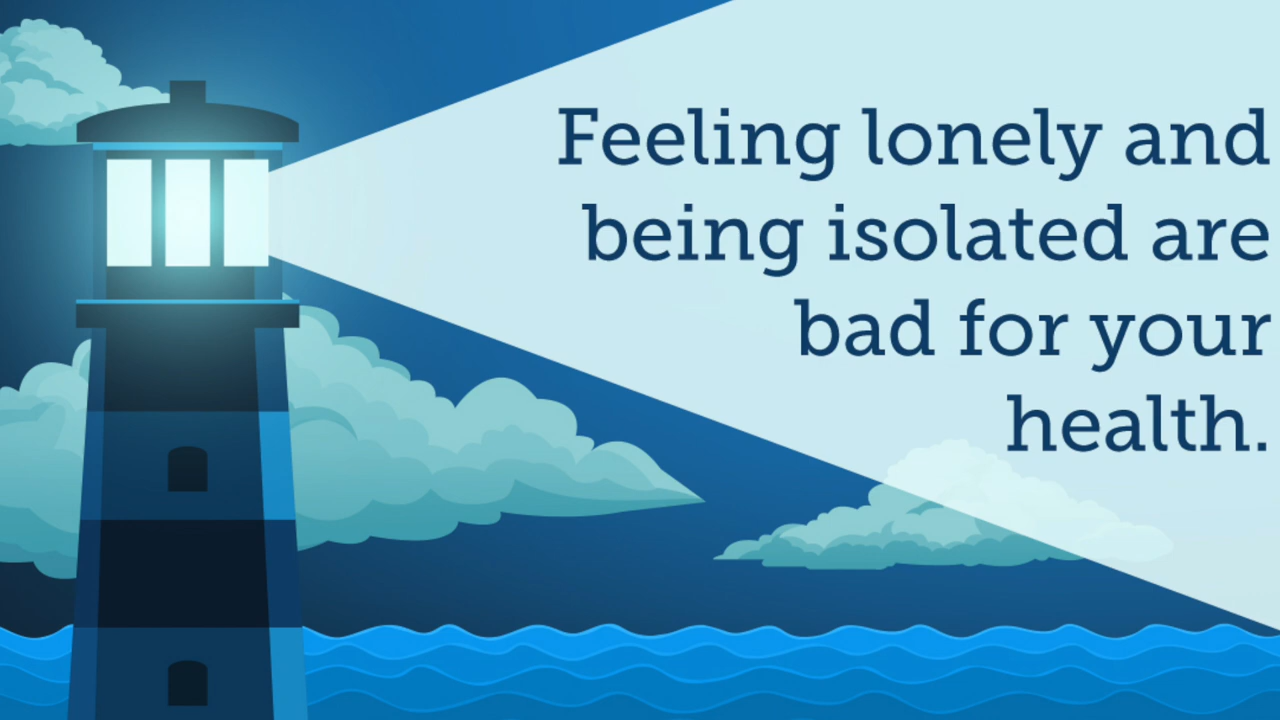 Feeling lonely and
being isolated are
bad for your
health.